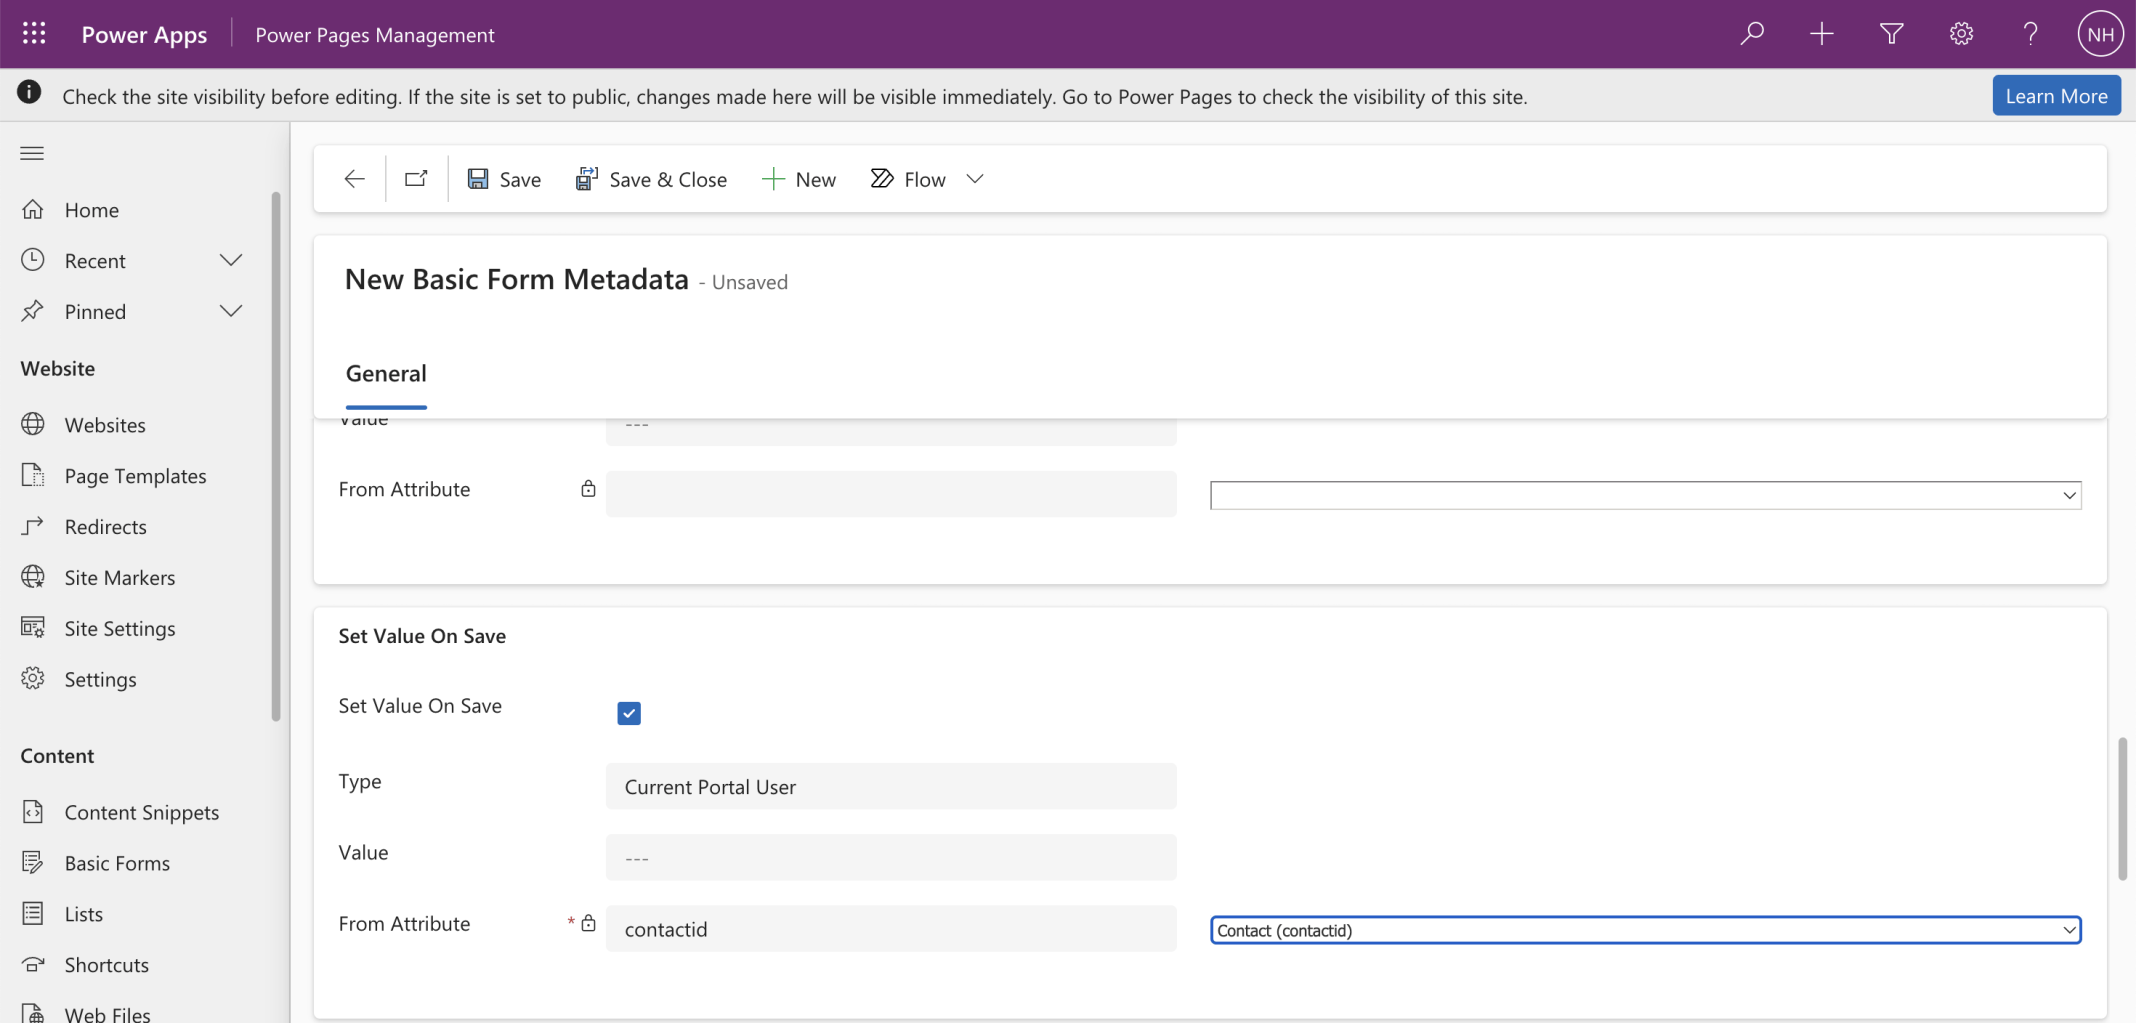 Power Apps
Power Pages Management
NH
Check the site visibility before editing. If the site is set to public, changes made here will be visible immediately. Go to Power Pages to check the visibility of this site.
Learn More
Save
Save & Close
New
Flow
Home
Recent
Pinned
Website
Websites
Page Templates
Redirects
Site Markers
Site Settings
Settings
Content
Content Snippets
Basic Forms
Lists
Shortcuts
Web Files
New Basic Form Metadata - Unsaved
General
Value
---
From Attribute
Set Value On Save
Set Value On Save
Type
Current Portal User
Value
---
From Attribute *
contactid
Contact (contactid)